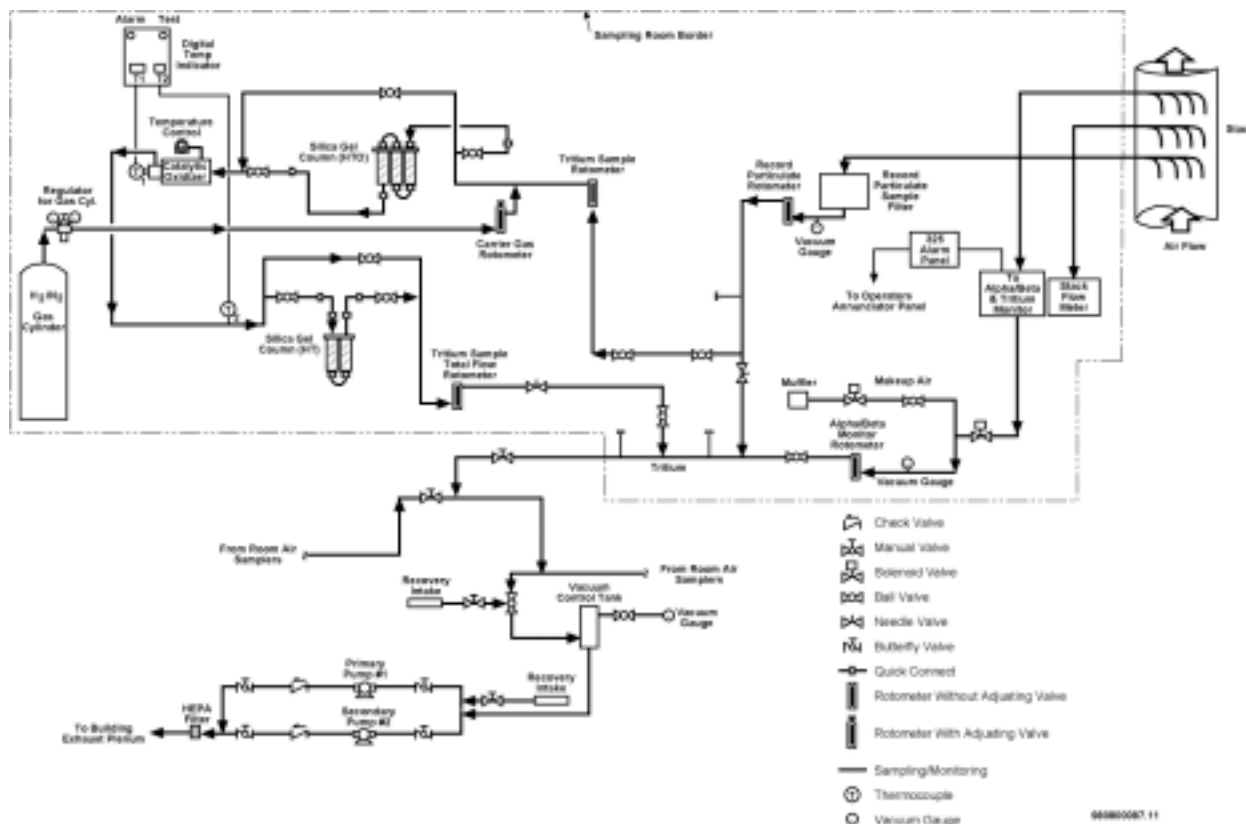 Alarm Test
Digital
Temp
Indicator
T1 T2
Sampling Room Border
Temperature
Control
Catalytic
Oxidizer
Silica Gel
Column (HTO)
Tritium Sample
Rotometer
Record
Particulate
Rotometer
Record
Particulate
Sample
Filter
Vacuum
Gauge
Stac
Air Flow
Regulator
for Gas Cyl.
Carrier Gas
Rotometer
325
Alarm
Panel
To Operators
Annunciator Panel
To
Alpha/Beta
& Tritium
Monitor
Stack
Flow
Meter
Gas
Cylinder
Silica Gel
Column (HT)
Tritium Sample
Total Flow
Rotometer
Muffler
Makeup Air
Alpha/Beta
Monitor
Rotometer
Vacuum Gauge
Tritium
From Room Air
Samplers
From Room Air
Samplers
Recovery
Intake
Vacuum
Control Tank
Vacuum
Gauge
Primary
Pump #1
Recovery
Intake
HEPA
Filter
Secondary
Pump #2
To Building
Exhaust Plenum
Check Valve
Manual Valve
Solenoid Valve
Ball Valve
Needle Valve
Butterfly Valve
Quick Connect
Rotometer Without Adjusting Valve
Rotometer With Adjusting Valve
Sampling/Monitoring
T Thermocouple
Vacuum Gauge